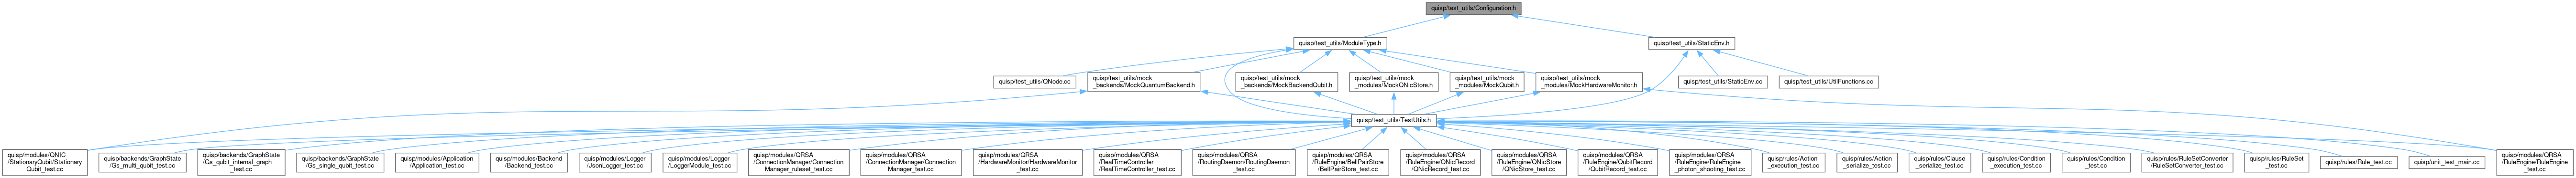 quisp/test_utils/Configuration.h
quisp/test_utils/ModuleType.h
quisp/test_utils/StaticEnv.h
quisp/test_utils/QNode.cc
quisp/test_utils/mock
_backends/MockQuantumBackend.h
quisp/test_utils/mock
_backends/MockBackendQubit.h
quisp/test_utils/mock
_modules/MockQNicStore.h
quisp/test_utils/mock
_modules/MockQubit.h
quisp/test_utils/mock
_modules/MockHardwareMonitor.h
quisp/test_utils/StaticEnv.cc
quisp/test_utils/UtilFunctions.cc
quisp/test_utils/TestUtils.h
quisp/modules/QNIC
/StationaryQubit/Stationary
Qubit_test.cc
quisp/backends/GraphState
/Gs_multi_qubit_test.cc
quisp/backends/GraphState
/Gs_qubit_internal_graph
_test.cc
quisp/backends/GraphState
/Gs_single_qubit_test.cc
quisp/modules/Application
/Application_test.cc
quisp/modules/Backend
/Backend_test.cc
quisp/modules/Logger
/JsonLogger_test.cc
quisp/modules/Logger
/LoggerModule_test.cc
quisp/modules/QRSA
/ConnectionManager/Connection
Manager_ruleset_test.cc
quisp/modules/QRSA
/ConnectionManager/Connection
Manager_test.cc
quisp/modules/QRSA
/HardwareMonitor/HardwareMonitor
_test.cc
quisp/modules/QRSA
/RealTimeController
/RealTimeController_test.cc
quisp/modules/QRSA
/RoutingDaemon/RoutingDaemon
_test.cc
quisp/modules/QRSA
/RuleEngine/BellPairStore
/BellPairStore_test.cc
quisp/modules/QRSA
/RuleEngine/QNicRecord
/QNicRecord_test.cc
quisp/modules/QRSA
/RuleEngine/QNicStore
/QNicStore_test.cc
quisp/modules/QRSA
/RuleEngine/QubitRecord
/QubitRecord_test.cc
quisp/modules/QRSA
/RuleEngine/RuleEngine
_photon_shooting_test.cc
quisp/rules/Action
_execution_test.cc
quisp/rules/Action
_serialize_test.cc
quisp/rules/Clause
_serialize_test.cc
quisp/rules/Condition
_execution_test.cc
quisp/rules/Condition
_test.cc
quisp/rules/RuleSetConverter
/RuleSetConverter_test.cc
quisp/rules/RuleSet
_test.cc
quisp/rules/Rule_test.cc
quisp/unit_test_main.cc
quisp/modules/QRSA
/RuleEngine/RuleEngine
_test.cc